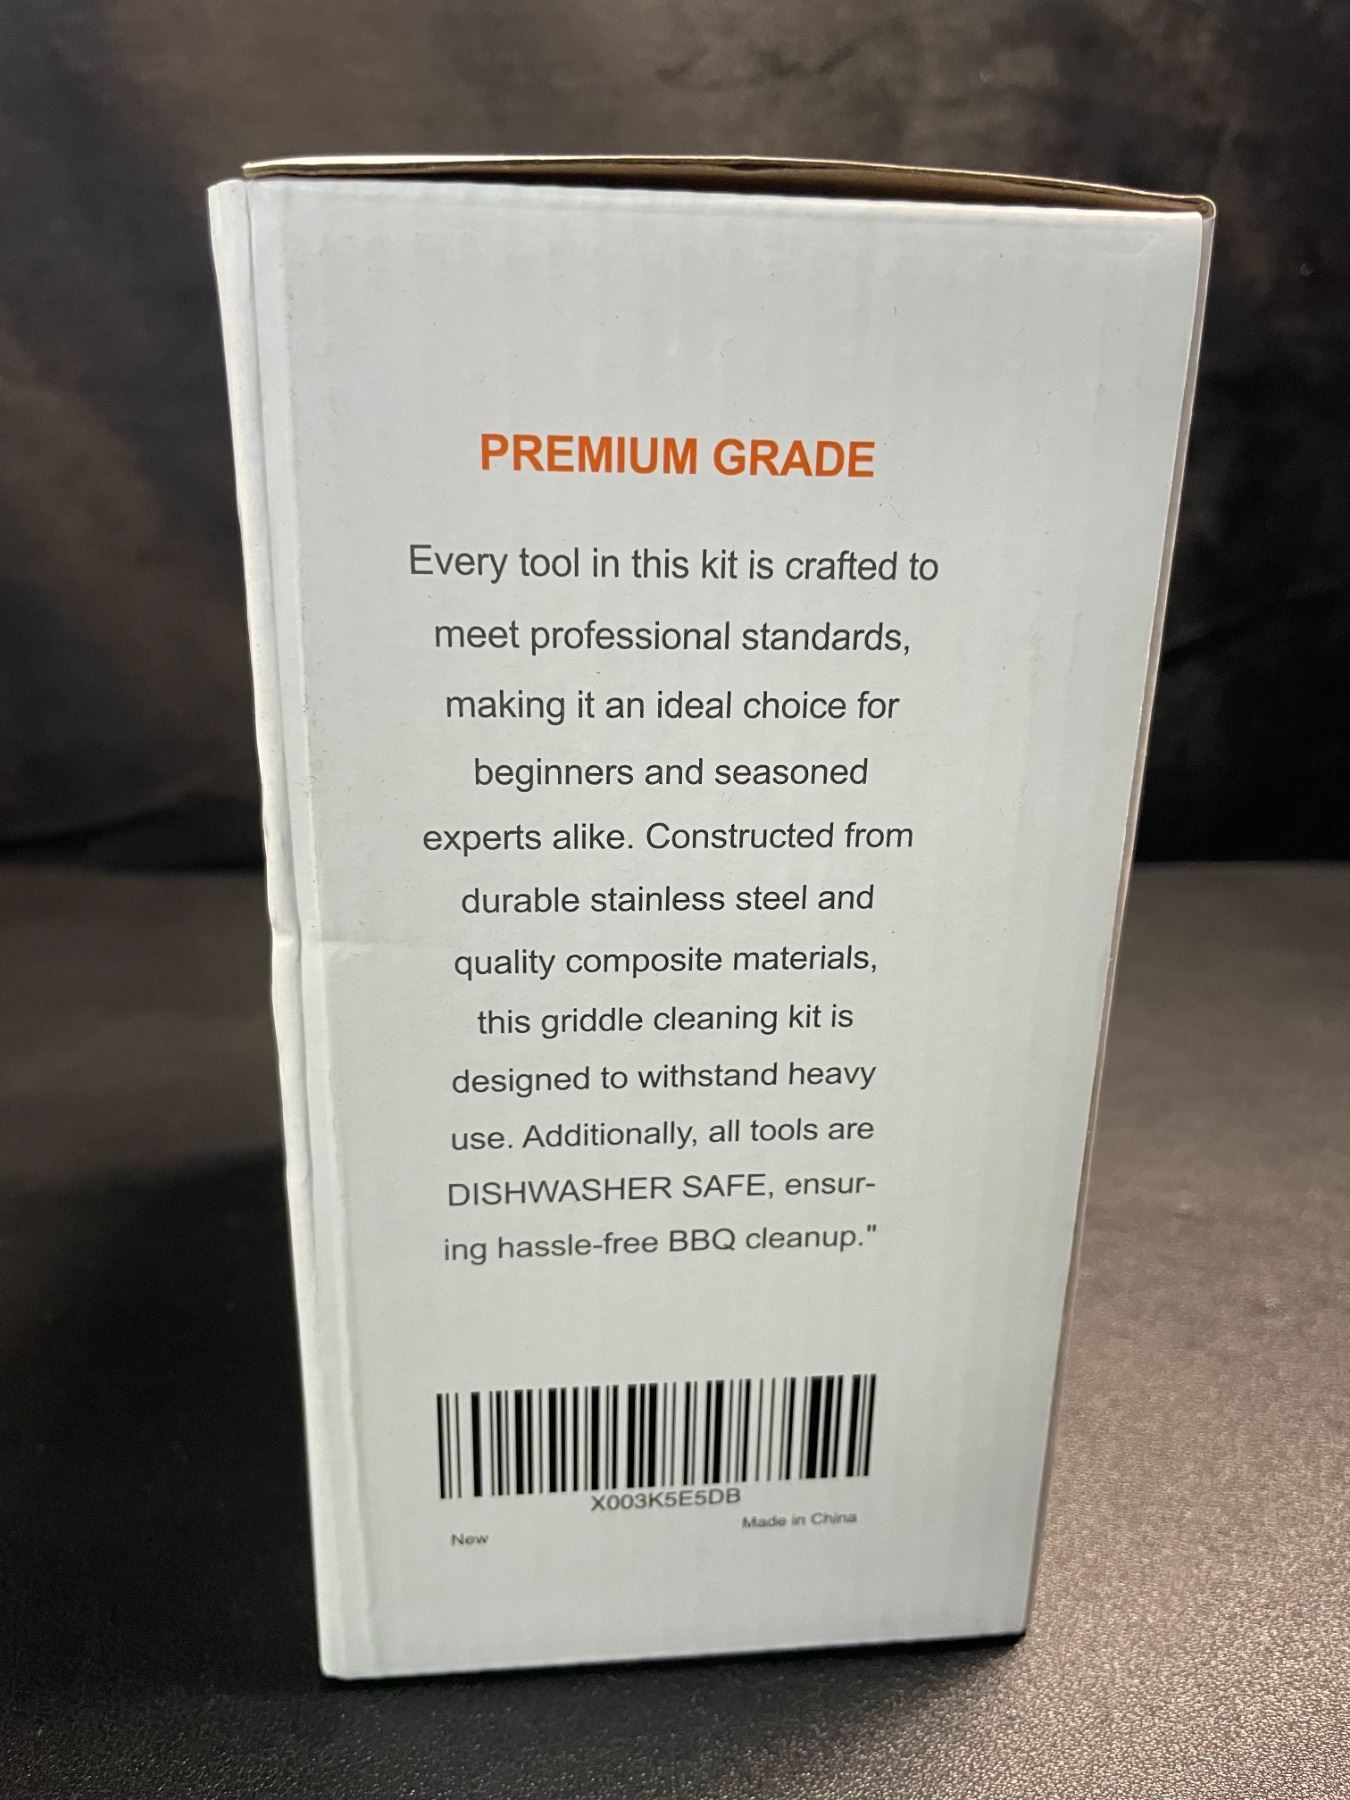 PREMIUM GRADE
Every tool in this kit is crafted to
meet professional standards,
making it an ideal choice for
beginners and seasoned
experts alike. Constructed from
durable stainless steel and
quality composite materials,
this griddle cleaning kit is
designed to withstand heavy
use. Additionally, all tools are
DISHWASHER SAFE, ensur-
ing hassle-free BBQ cleanup."
X003K5E5DB
New
Made in China